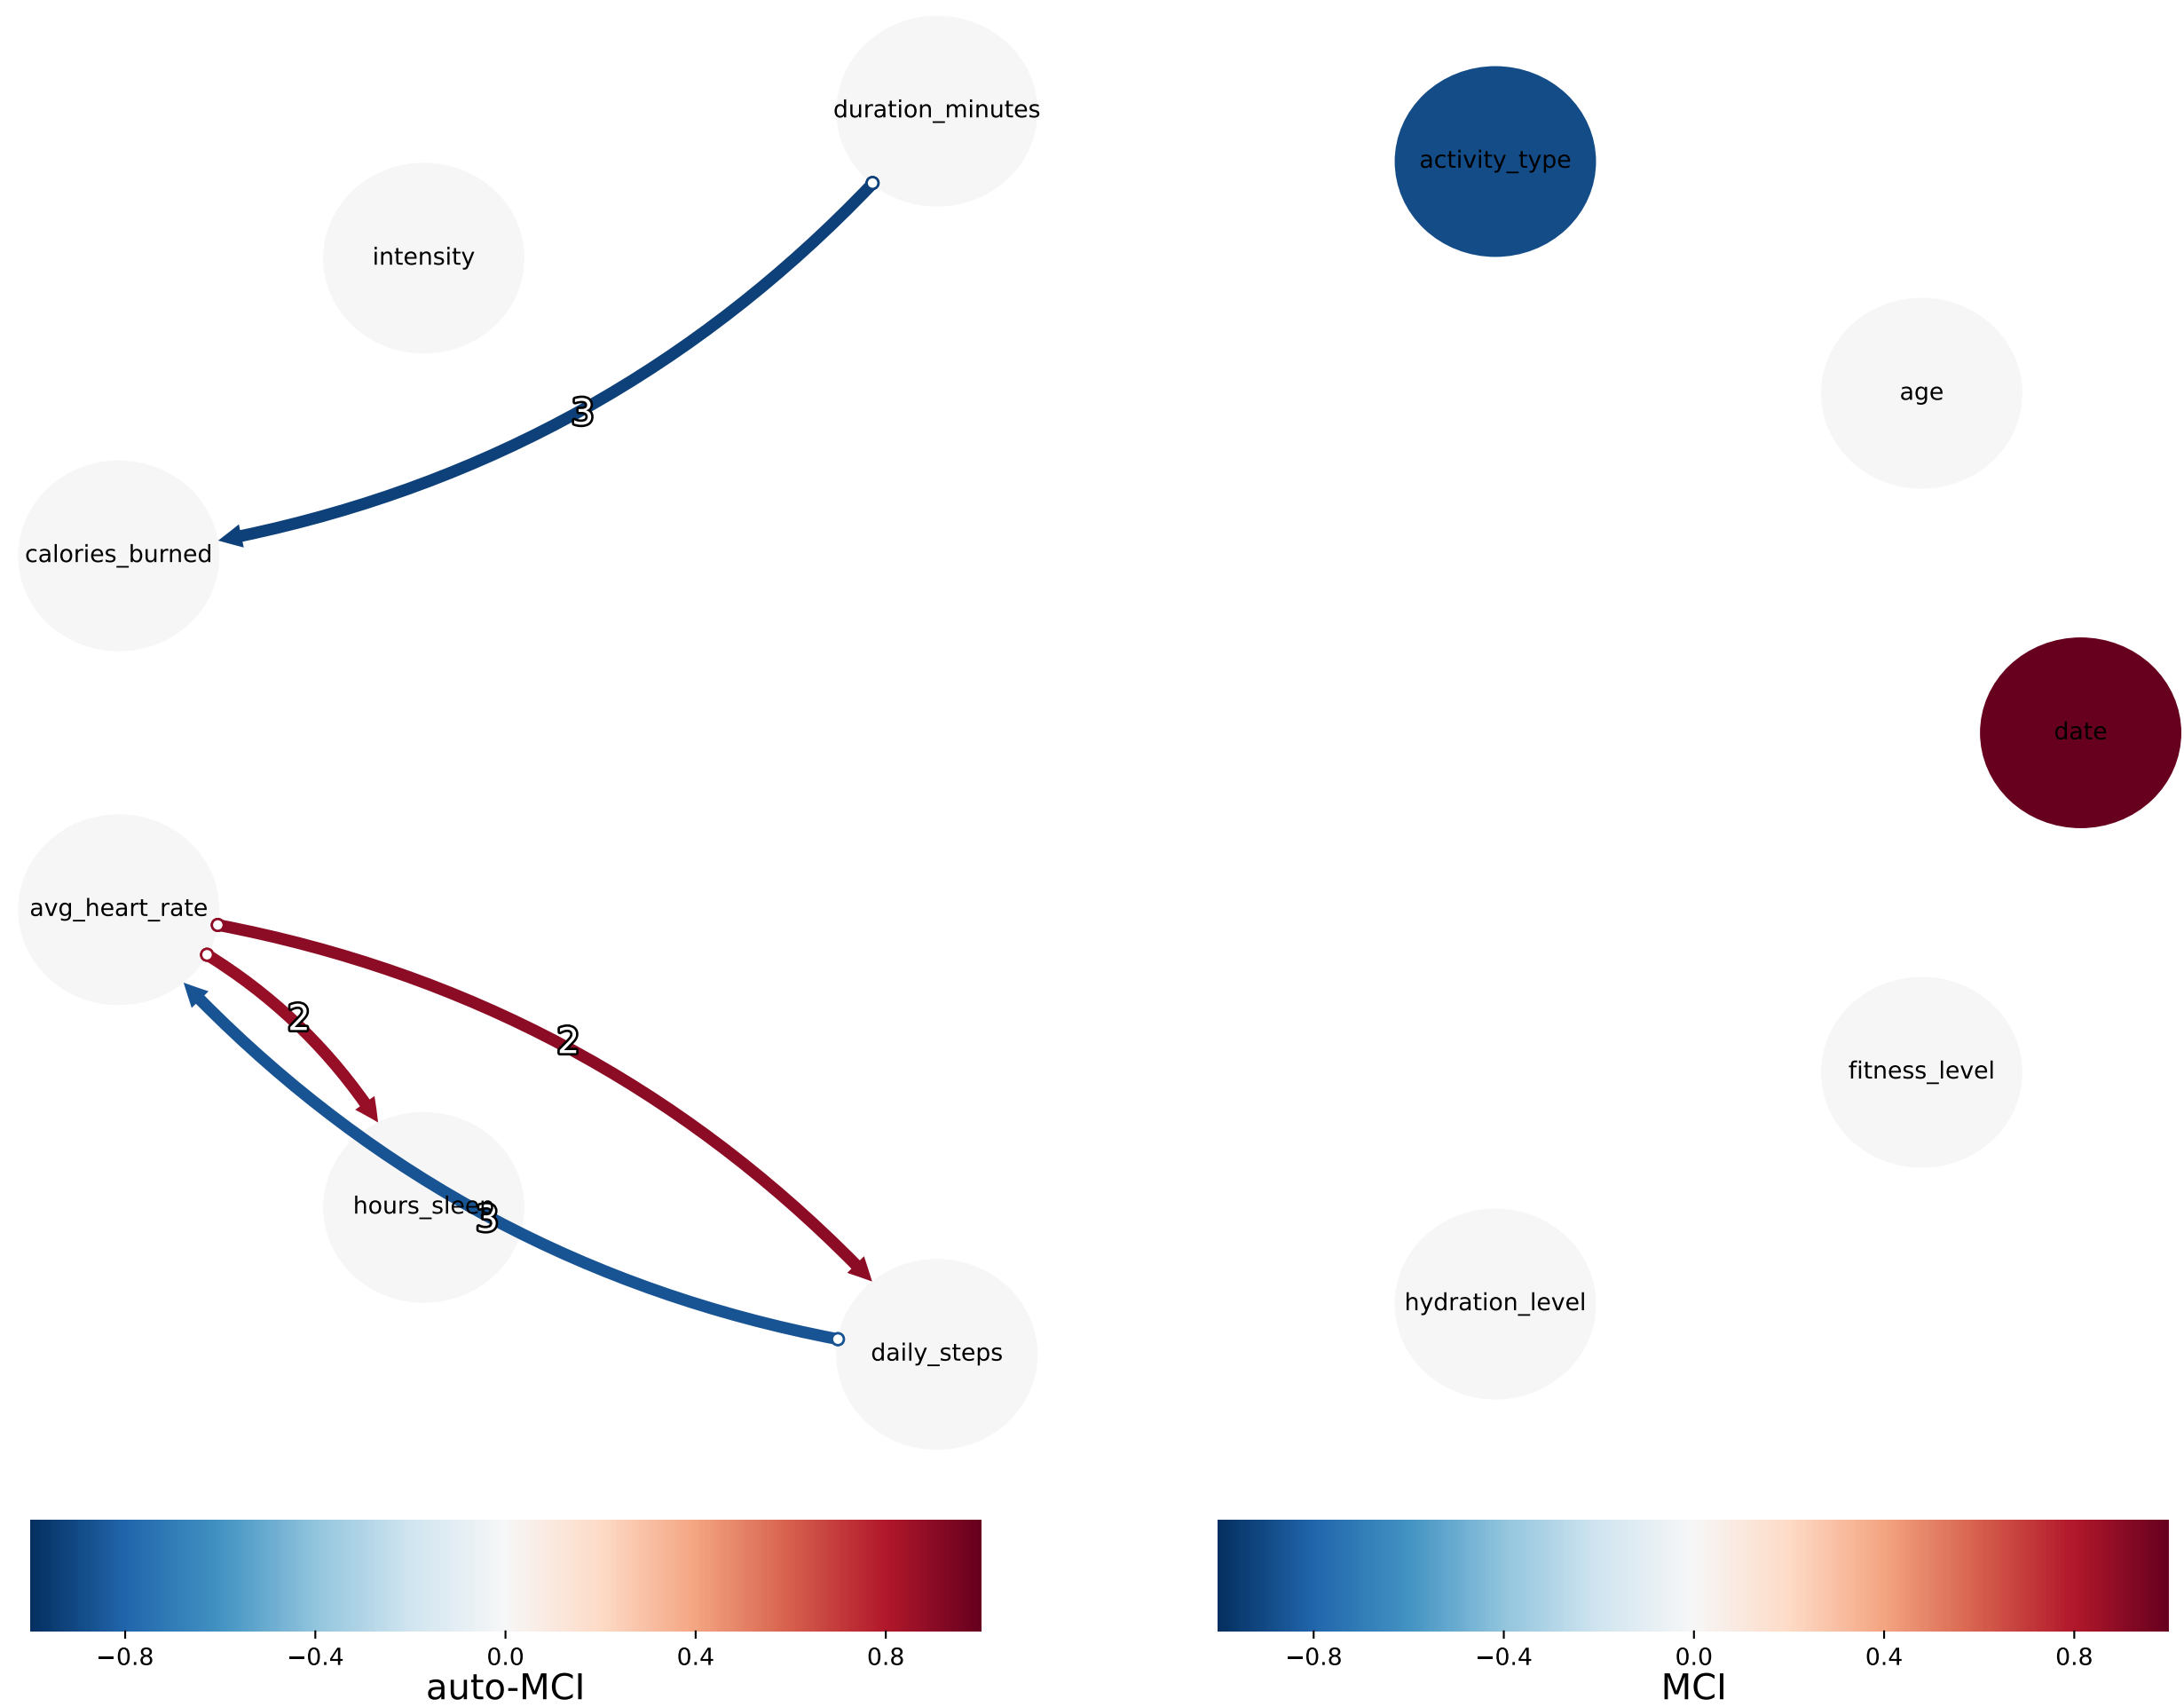 duration_minutes
activity_type
intensity
age
3
calories_burned
date
avg_heart_rate
2
2
fitness_level
hours_sleep
3
hydration_level
daily_steps
−0.8 −0.4 0.0 0.4 0.8
auto-MCI
−0.8 −0.4 0.0 0.4 0.8
MCI